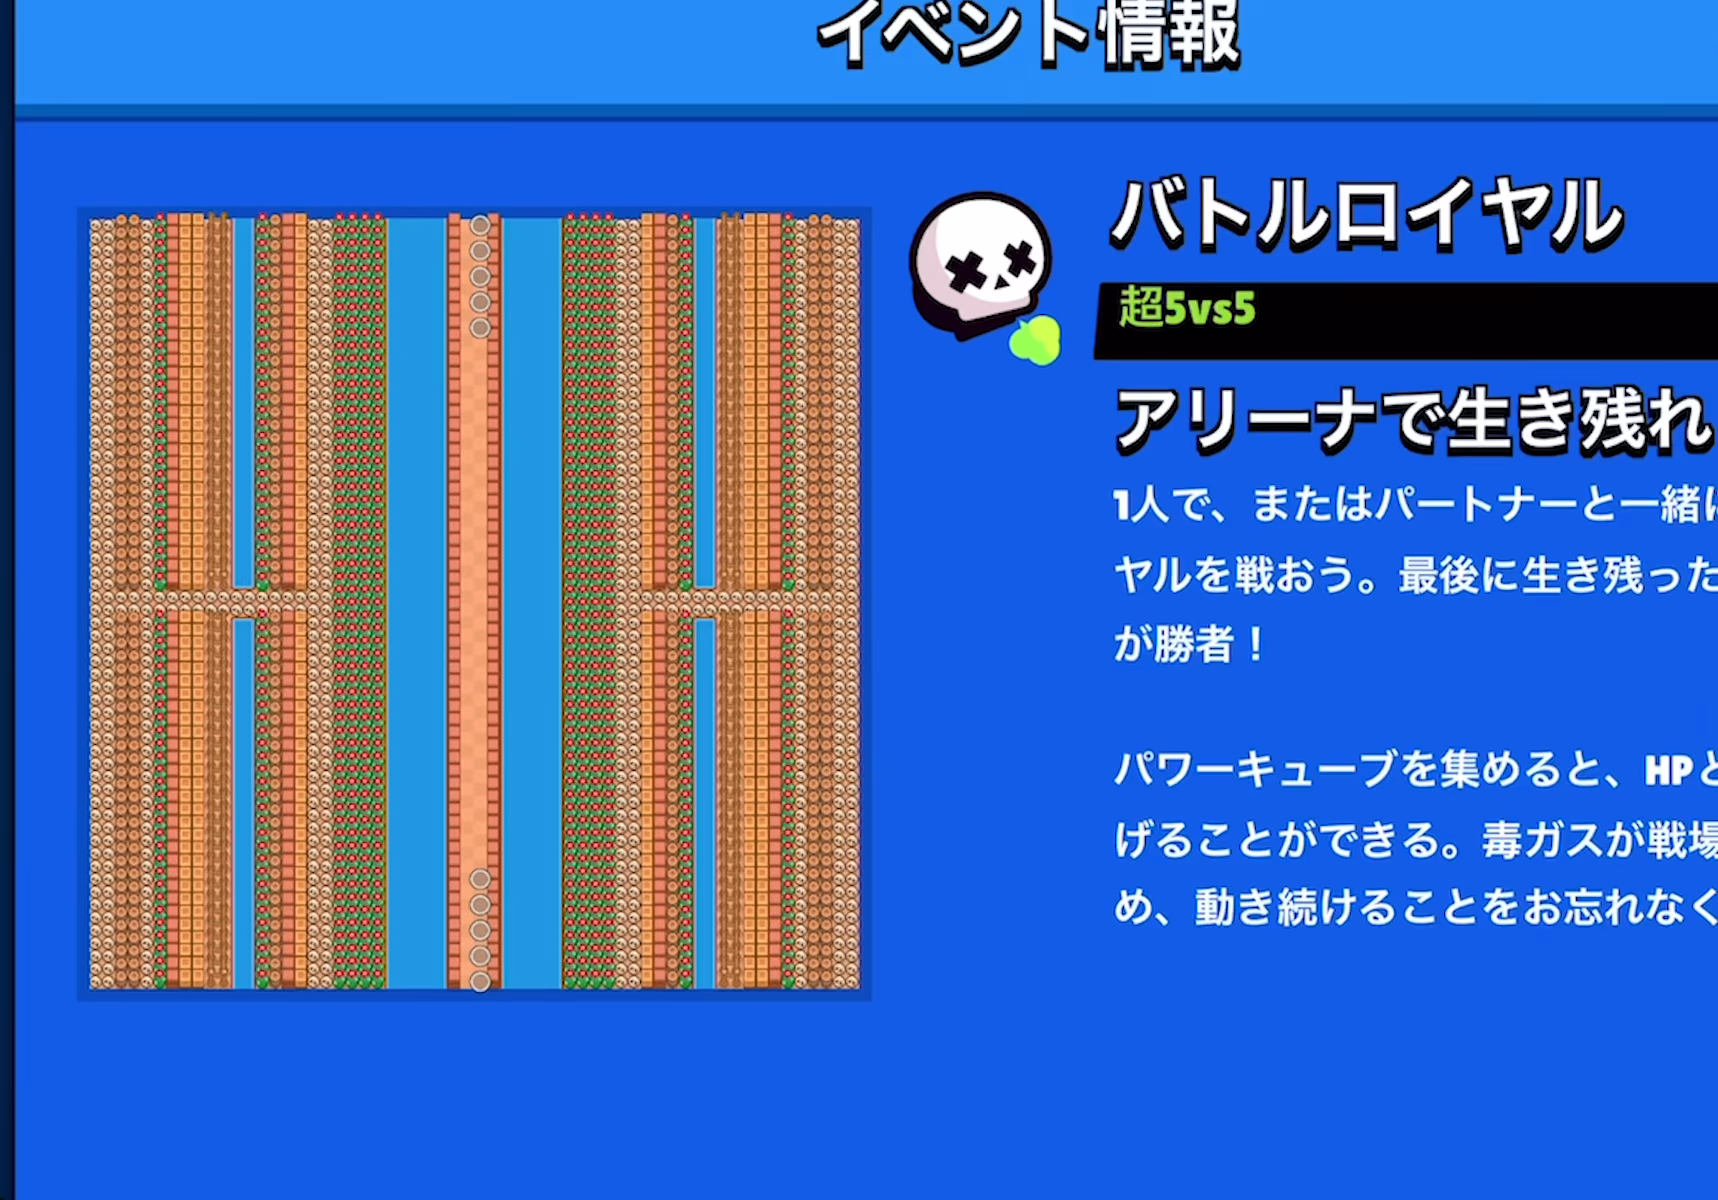 イベント情報
バトルロイヤル
超5vs5
アリーナで生き残れ
1人で、またはパートナーと一緒に
ヤルを戦おう。最後に生き残った
が勝者！
パワーキューブを集めると、HPと
げることができる。毒ガスが戦場
め、動き続けることをお忘れなく